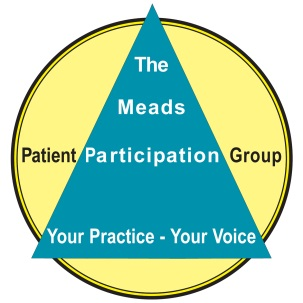 The
Meads
Patient Participation Group
Your Practice - Your Voice